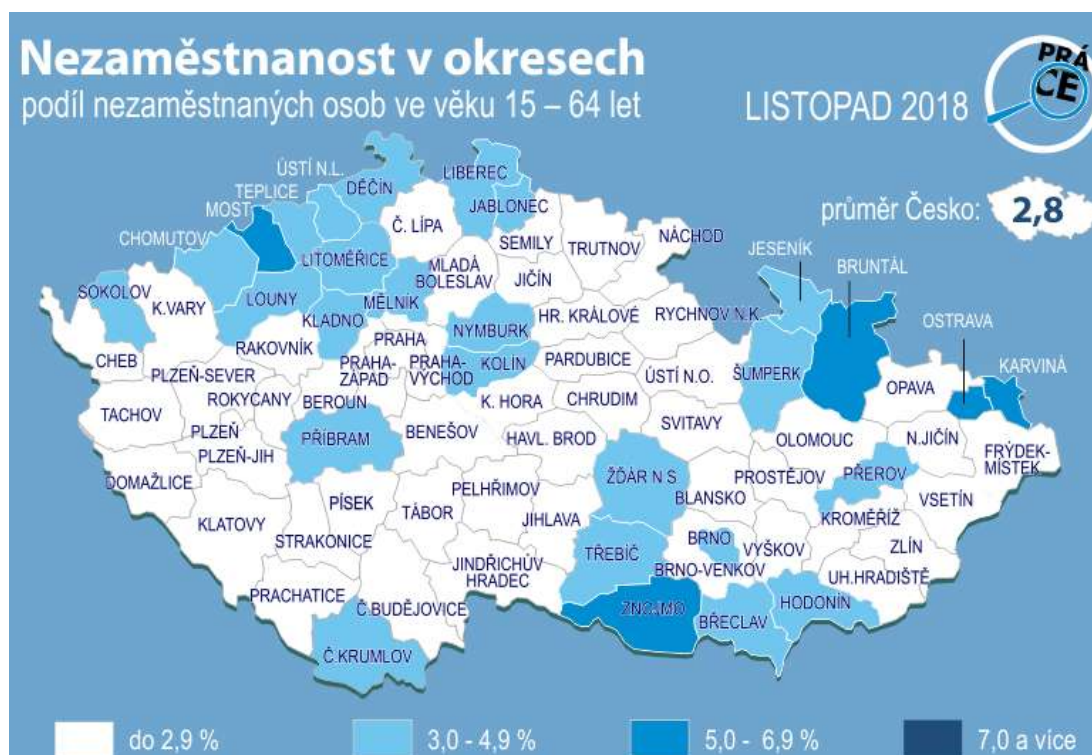 Nezaměstnanost v okresech
podíl nezaměstnaných osob ve věku 15 – 64 let
LISTOPAD 2018
PRÁ
CE
průměr Česko: 2,8
ÚSTÍ N.L.
TEPLICE
MOST
CHOMUTOV
DĚČÍN
LIBEREC
JABLONEC
Č. LÍPA
SEMILY
TRUTNOV
NÁCHOD
JESENÍK
BRUNTÁL
OSTRAVA
KARVINÁ
LITOMĚŘICE
MLADÁ
BOLESLAV
JIČÍN
SOKOLOV
K.VARY
LOUNY
MĚLNÍK
KLADNO
NYMBURK
HR. KRÁLOVÉ
RYCHNOV N.K.
CHEB
RAKOVNÍK
PRAHA
PRAHA-
ZÁPAD
PRAHA-
VÝCHOD
KOLÍN
PARDUBICE
ÚSTÍ N.O.
ŠUMPERK
OPAVA
PLZEŇ-SEVER
ROKYCANY
BEROUN
K. HORA
CHRUDIM
TACHOV
PLZEŇ
PLZEŇ-JIH
PŘÍBRAM
BENEŠOV
HAVL. BROD
SVITAVY
OLOMOUC
N.JIČÍN
FRÝDEK-
MÍSTEK
DOMAŽLICE
KLATOVY
PÍSEK
STRAKONICE
TÁBOR
PELHŘIMOV
JIHLAVA
ŽĎÁR N S
BLANSKO
PROSTĚJOV
PŘEROV
KROMĚŘÍŽ
VSETÍN
TŘEBÍČ
BRNO
BRNO-VENKOV
VYŠKOV
ZLÍN
UH.HRADIŠTĚ
JINDŘICHŮV
HRADEC
PRACHATICE
Č.BUDĚJOVICE
Č.KRUMLOV
ZNOJMO
BŘECLAV
HODONÍN
do 2,9 %
3,0 - 4,9 %
5,0 - 6,9 %
7,0 a více